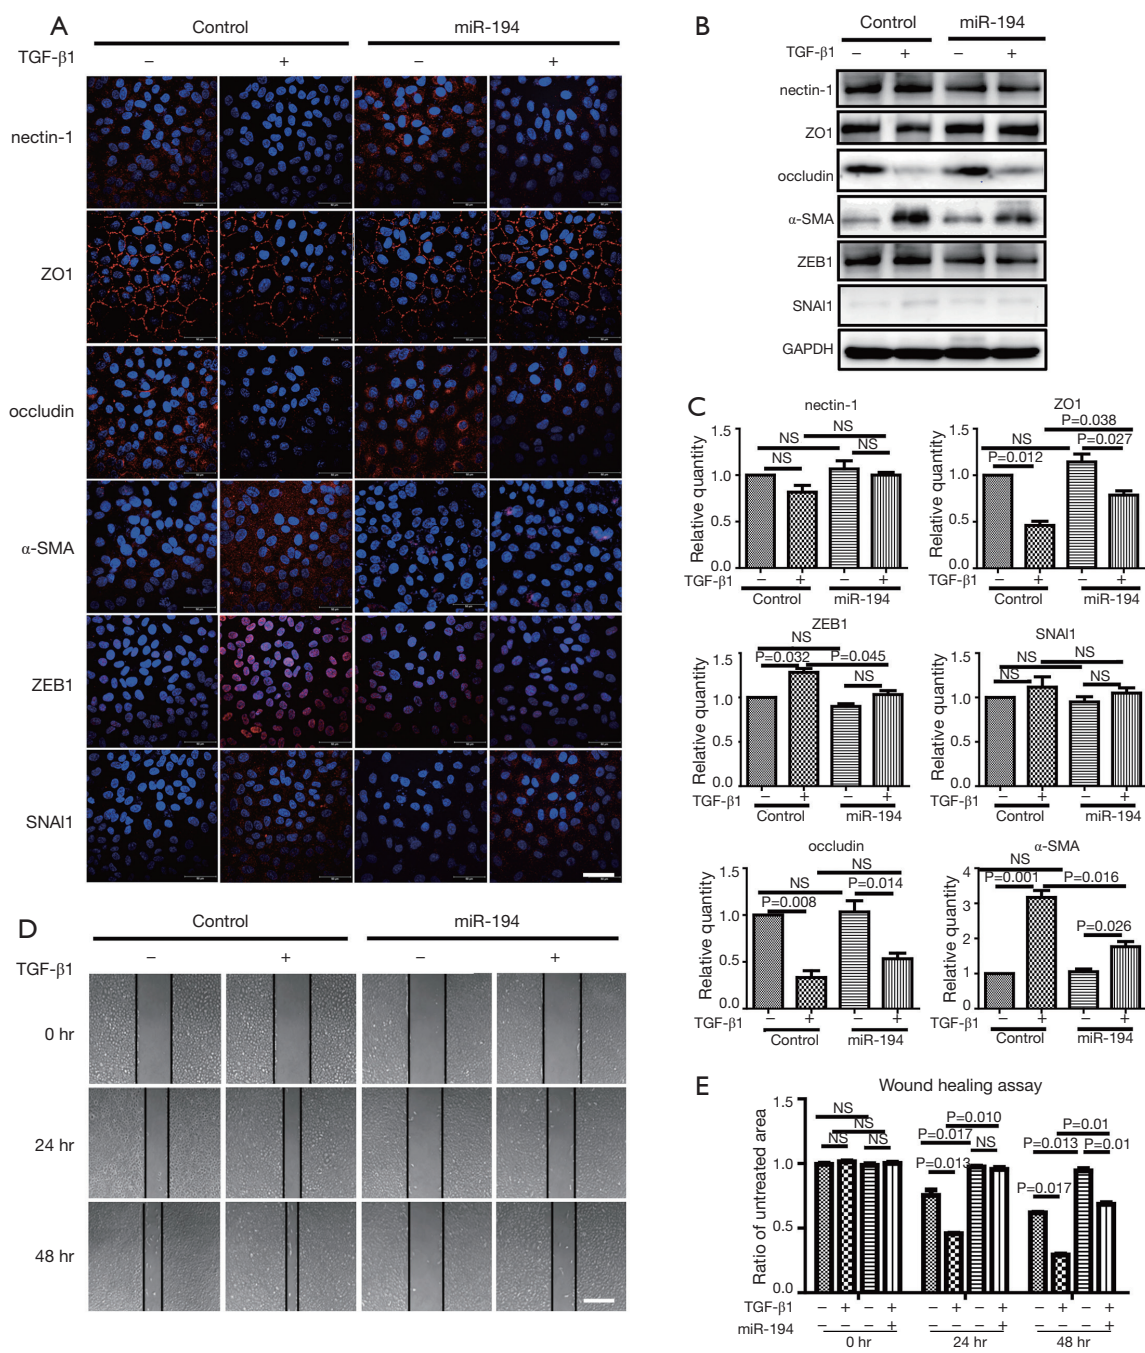 A
Control miR-194
TGF-β1 – + – +
nectin-1
ZO1
occludin
α-SMA
ZEB1
SNAI1
B
Control miR-194
TGF-β1 – + – +
nectin-1
ZO1
occludin
α-SMA
ZEB1
SNAI1
GAPDH
C
nectin-1
Relative quantity
1.5
1.0
0.5
0.0
NS
NS
NS
NS
TGF-β1 – + – +
Control miR-194
ZO1
Relative quantity
1.5
1.0
0.5
0.0
P=0.038
NS
P=0.027
P=0.012
TGF-β1 – + – +
Control miR-194
ZEB1
Relative quantity
1.5
1.0
0.5
0.0
NS
P=0.032
P=0.045
NS
TGF-β1 – + – +
Control miR-194
SNAI1
Relative quantity
1.5
1.0
0.5
0.0
NS
NS
NS
NS
TGF-β1 – + – +
Control miR-194
occludin
Relative quantity
1.5
1.0
0.5
0.0
NS
NS
P=0.014
P=0.008
TGF-β1 – + – +
Control miR-194
α-SMA
Relative quantity
4
3
2
1
0
NS
P=0.001
P=0.016
P=0.026
TGF-β1 – + – +
Control miR-194
D
Control miR-194
TGF-β1 – + – +
0 hr
24 hr
48 hr
E
Wound healing assay
Ratio of untreated area
1.5
1.0
0.5
0.0
NS
NS
NS
NS
P=0.010
P=0.017
NS
P=0.013
P=0.01
P=0.013
P=0.01
P=0.017
TGF-β1 – + – + – + – + – + – +
miR-194 – – – + – – – + – – – +
0 hr 24 hr 48 hr